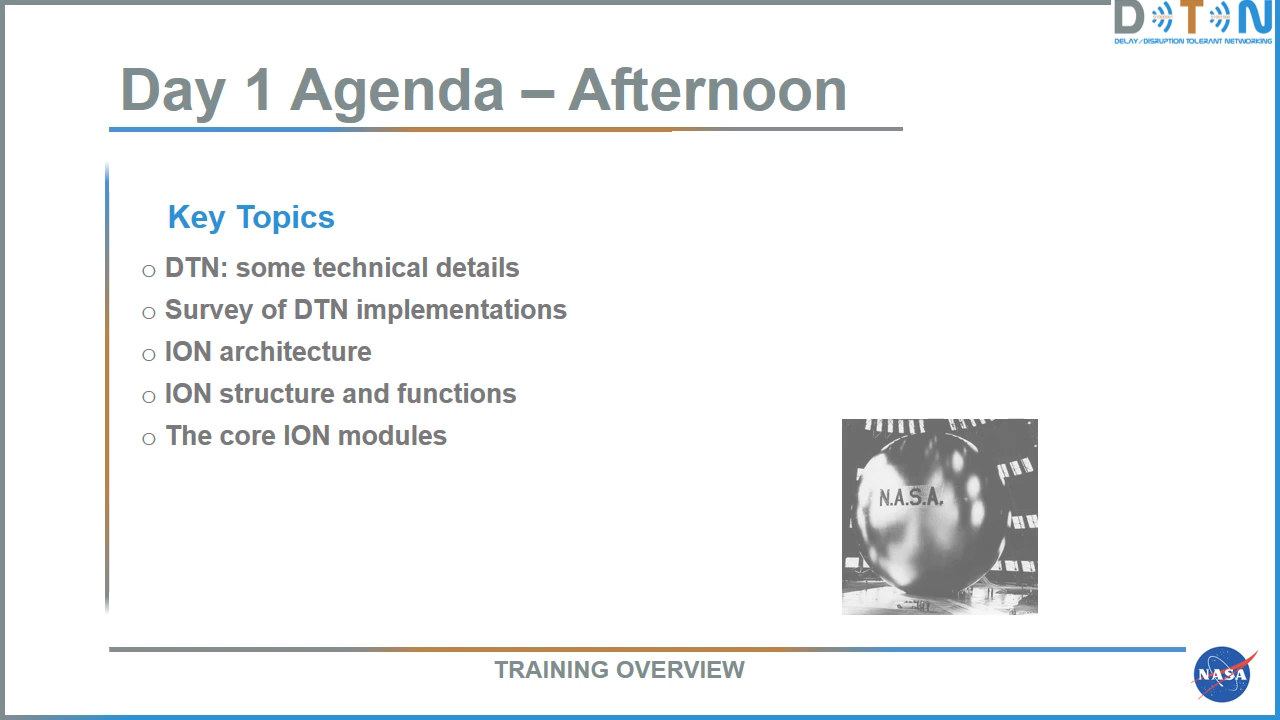 DTN
DELAY/DISRUPTION TOLERANT NETWORKING
Day 1 Agenda – Afternoon
Key Topics
o DTN: some technical details
o Survey of DTN implementations
o ION architecture
o ION structure and functions
o The core ION modules
N.A.S.A.
TRAINING OVERVIEW
NASA